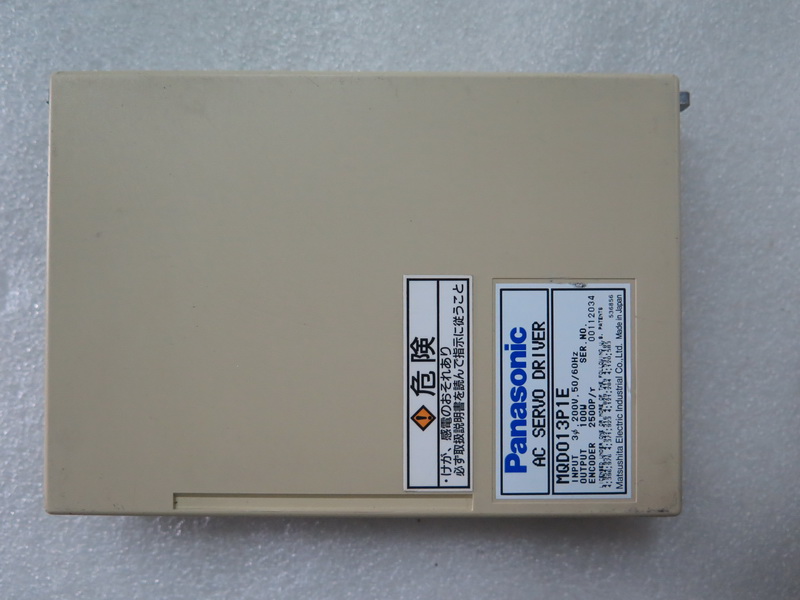 危険
・けが、感電のおそれあり
必ず取扱説明書を読んで指示に従うこと
Panasonic
AC SERVO DRIVER
MQD013P1E
INPUT 3φ.200V.50/60Hz
OUTPUT 100W SER.NO.
ENCODER 2500P/r 00112034
536856
Matsushita Electric Industrial Co.,Ltd. Made in Japan